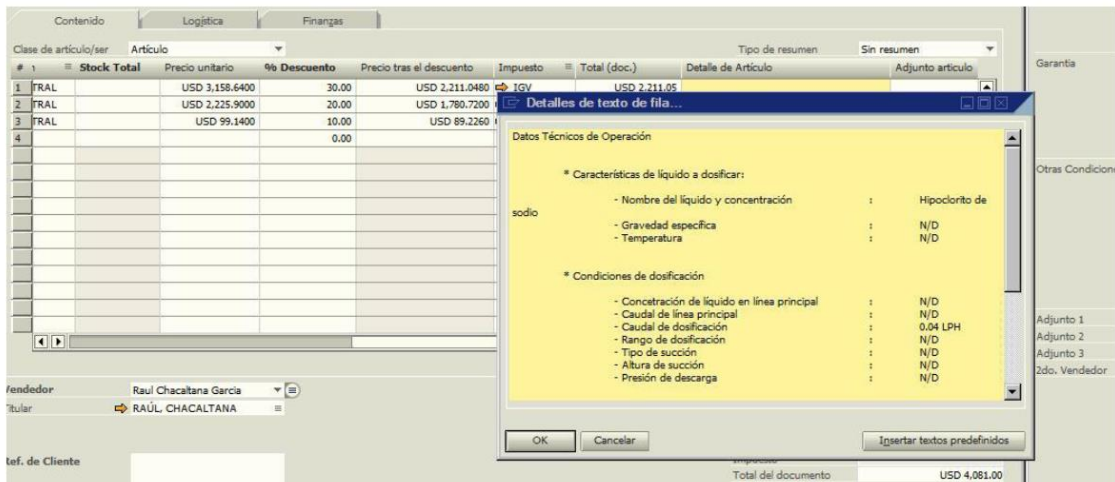 Contenido Logística Finanzas
Clase de artículo/ser Artículo Tipo de resumen Sin resumen
# Stock Total Precio unitario % Descuento Precio tras el descuento Impuesto Total (doc.) Detalle de Artículo Adjunto articulo
Garantia
1 TRAL USD 3,158.6400 30.00 USD 2,211.0480 IGV USD 2,211.05
2 TRAL USD 2,225.9000 20.00 USD 1,780.7200
3 TRAL USD 99.1400 10.00 USD 89.2260
4 0.00
Detalles de texto de fila...
Datos Técnicos de Operación
* Características de líquido a dosificar:
- Nombre del líquido y concentración : Hipoclorito de
sodio
- Gravedad específica : N/D
- Temperatura : N/D
* Condiciones de dosificación
- Concetración de líquido en línea principal : N/D
- Caudal de línea principal : N/D
- Caudal de dosificación : 0.04 LPH
- Rango de dosificación : N/D
- Tipo de succión : N/D
- Altura de succión : N/D
- Presión de descarga : N/D
OK Cancelar Insertar textos predefinidos
Otras Condicione
Adjunto 1
Adjunto 2
Adjunto 3
2do. Vendedor
Vendedor Raul Chacaltana Garcia
Titular RAÚL, CHACALTANA
Ref. de Cliente
Impuesto
Total del documento USD 4,081.00